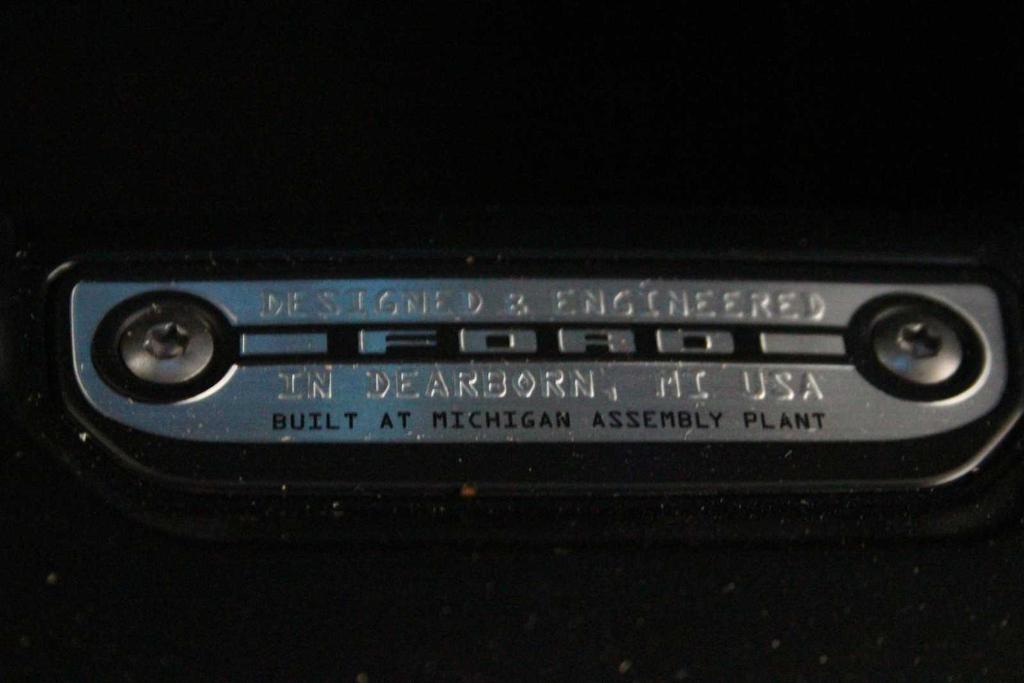 DESIGNED & ENGINEERED
FORD
IN DEARBORN, MI USA
BUILT AT MICHIGAN ASSEMBLY PLANT